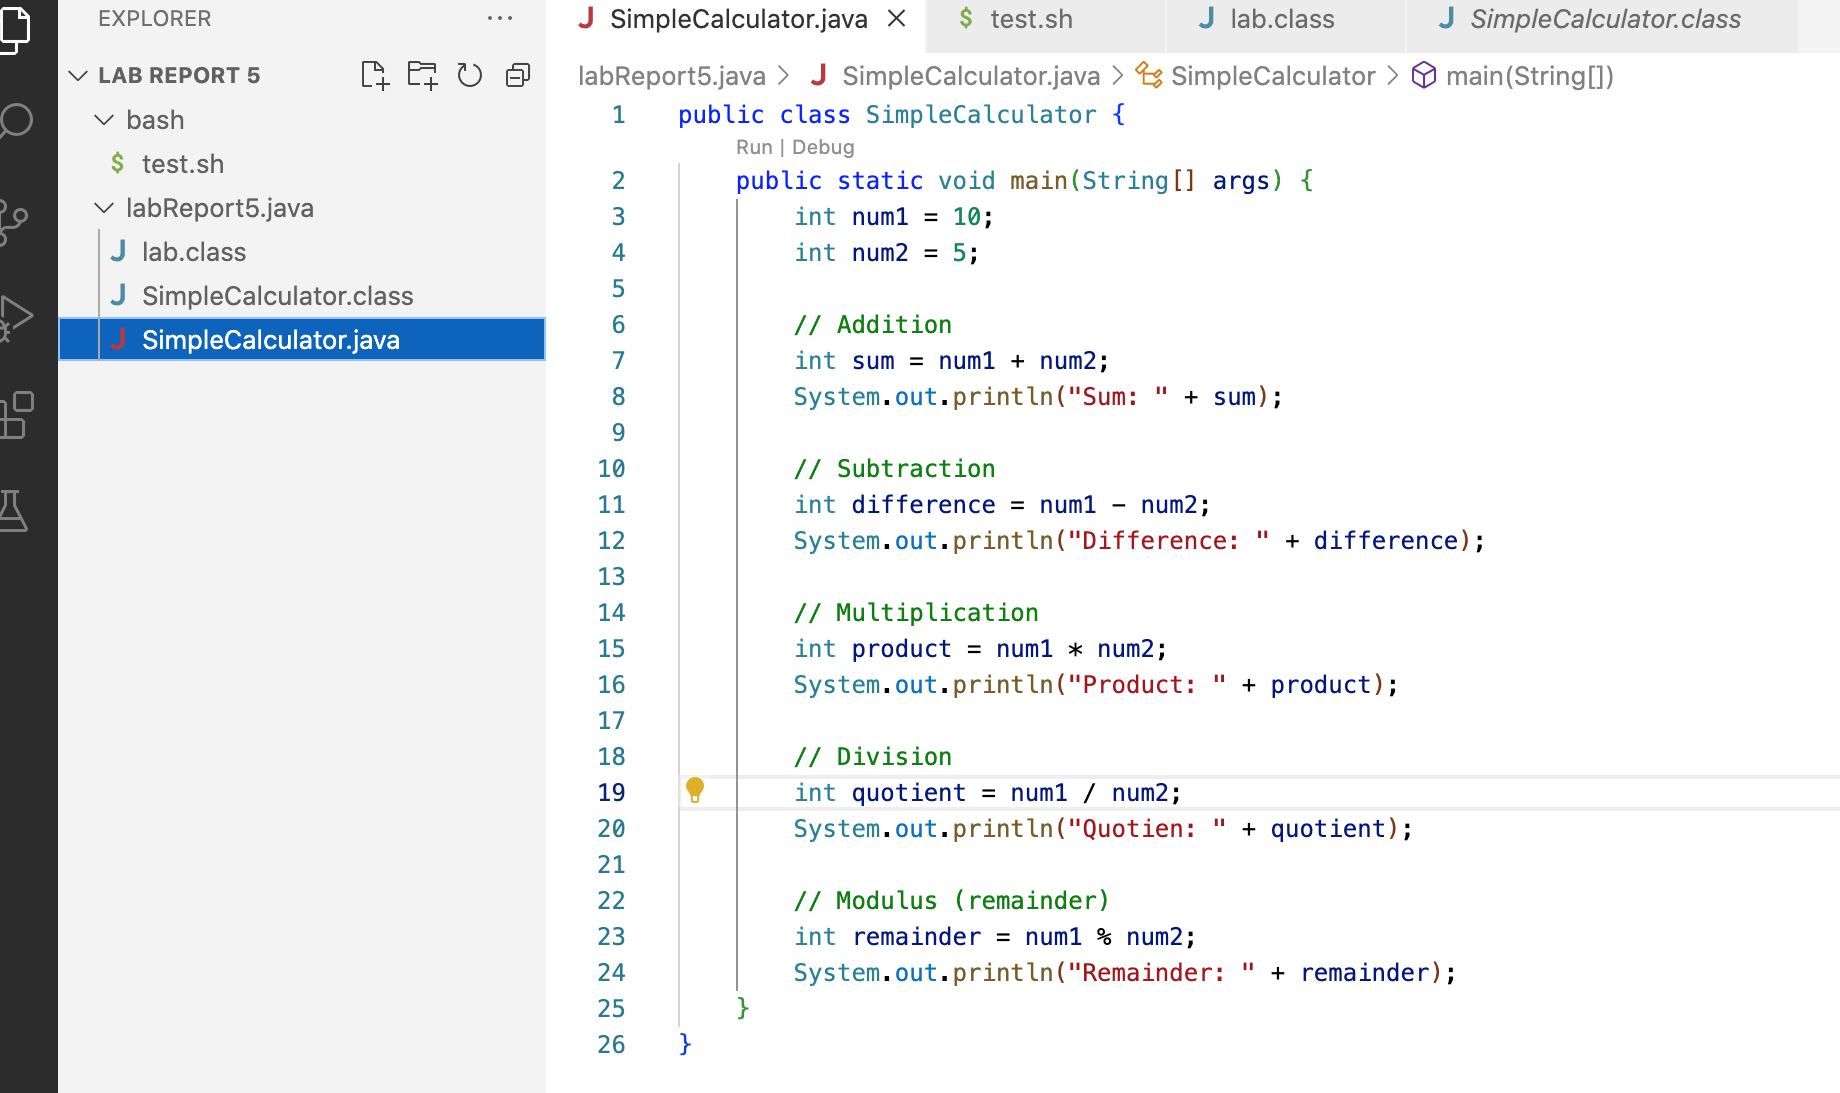 EXPLORER
LAB REPORT 5
bash
$ test.sh
labReport5.java
J lab.class
J SimpleCalculator.class
J SimpleCalculator.java
J SimpleCalculator.java
$ test.sh
J lab.class
J SimpleCalculator.class
labReport5.java > J SimpleCalculator.java > SimpleCalculator > main(String[])
1 public class SimpleCalculator {
Run | Debug
2 public static void main(String[] args) {
3 int num1 = 10;
4 int num2 = 5;
5
6 // Addition
7 int sum = num1 + num2;
8 System.out.println("Sum: " + sum);
9
10 // Subtraction
11 int difference = num1 - num2;
12 System.out.println("Difference: " + difference);
13
14 // Multiplication
15 int product = num1 * num2;
16 System.out.println("Product: " + product);
17
18 // Division
19 int quotient = num1 / num2;
20 System.out.println("Quotien: " + quotient);
21
22 // Modulus (remainder)
23 int remainder = num1 % num2;
24 System.out.println("Remainder: " + remainder);
25 }
26 }